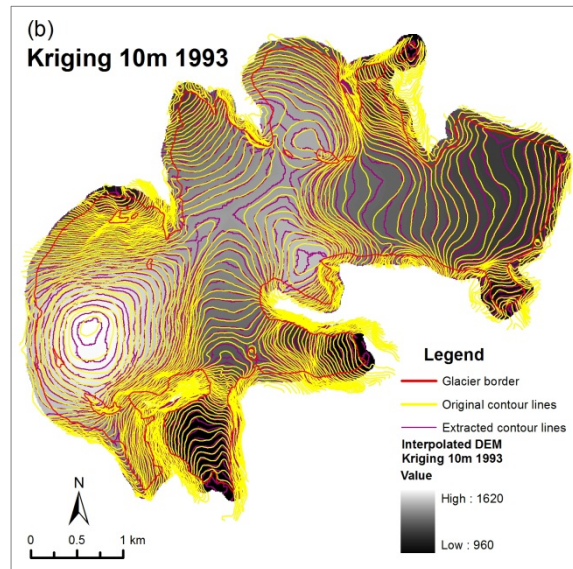 (b)
Kriging 10m 1993
Legend
Glacier border
Original contour lines
Extracted contour lines
Interpolated DEM
Kriging 10m 1993
Value
High : 1620
Low : 960
N
0 0.5 1 km